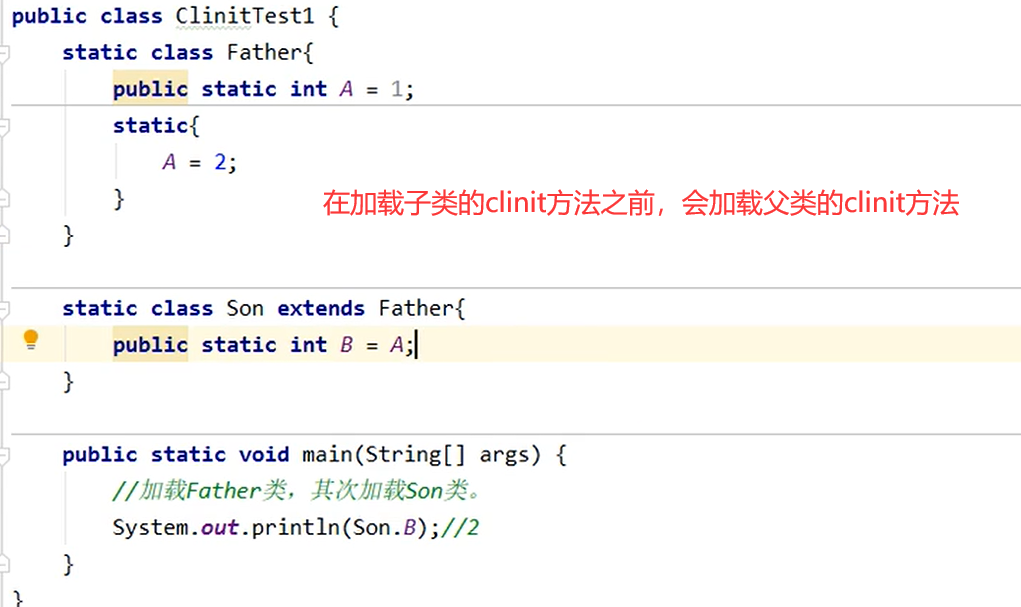 public class ClinitTest1 {
static class Father{
public static int A = 1;
static{
A = 2;
}
在加载子类的clinit方法之前，会加载父类的clinit方法
}
static class Son extends Father{
public static int B = A;
}
public static void main(String[] args) {
//加载Father类，其次加载Son类。
System.out.println(Son.B);//2
}
}